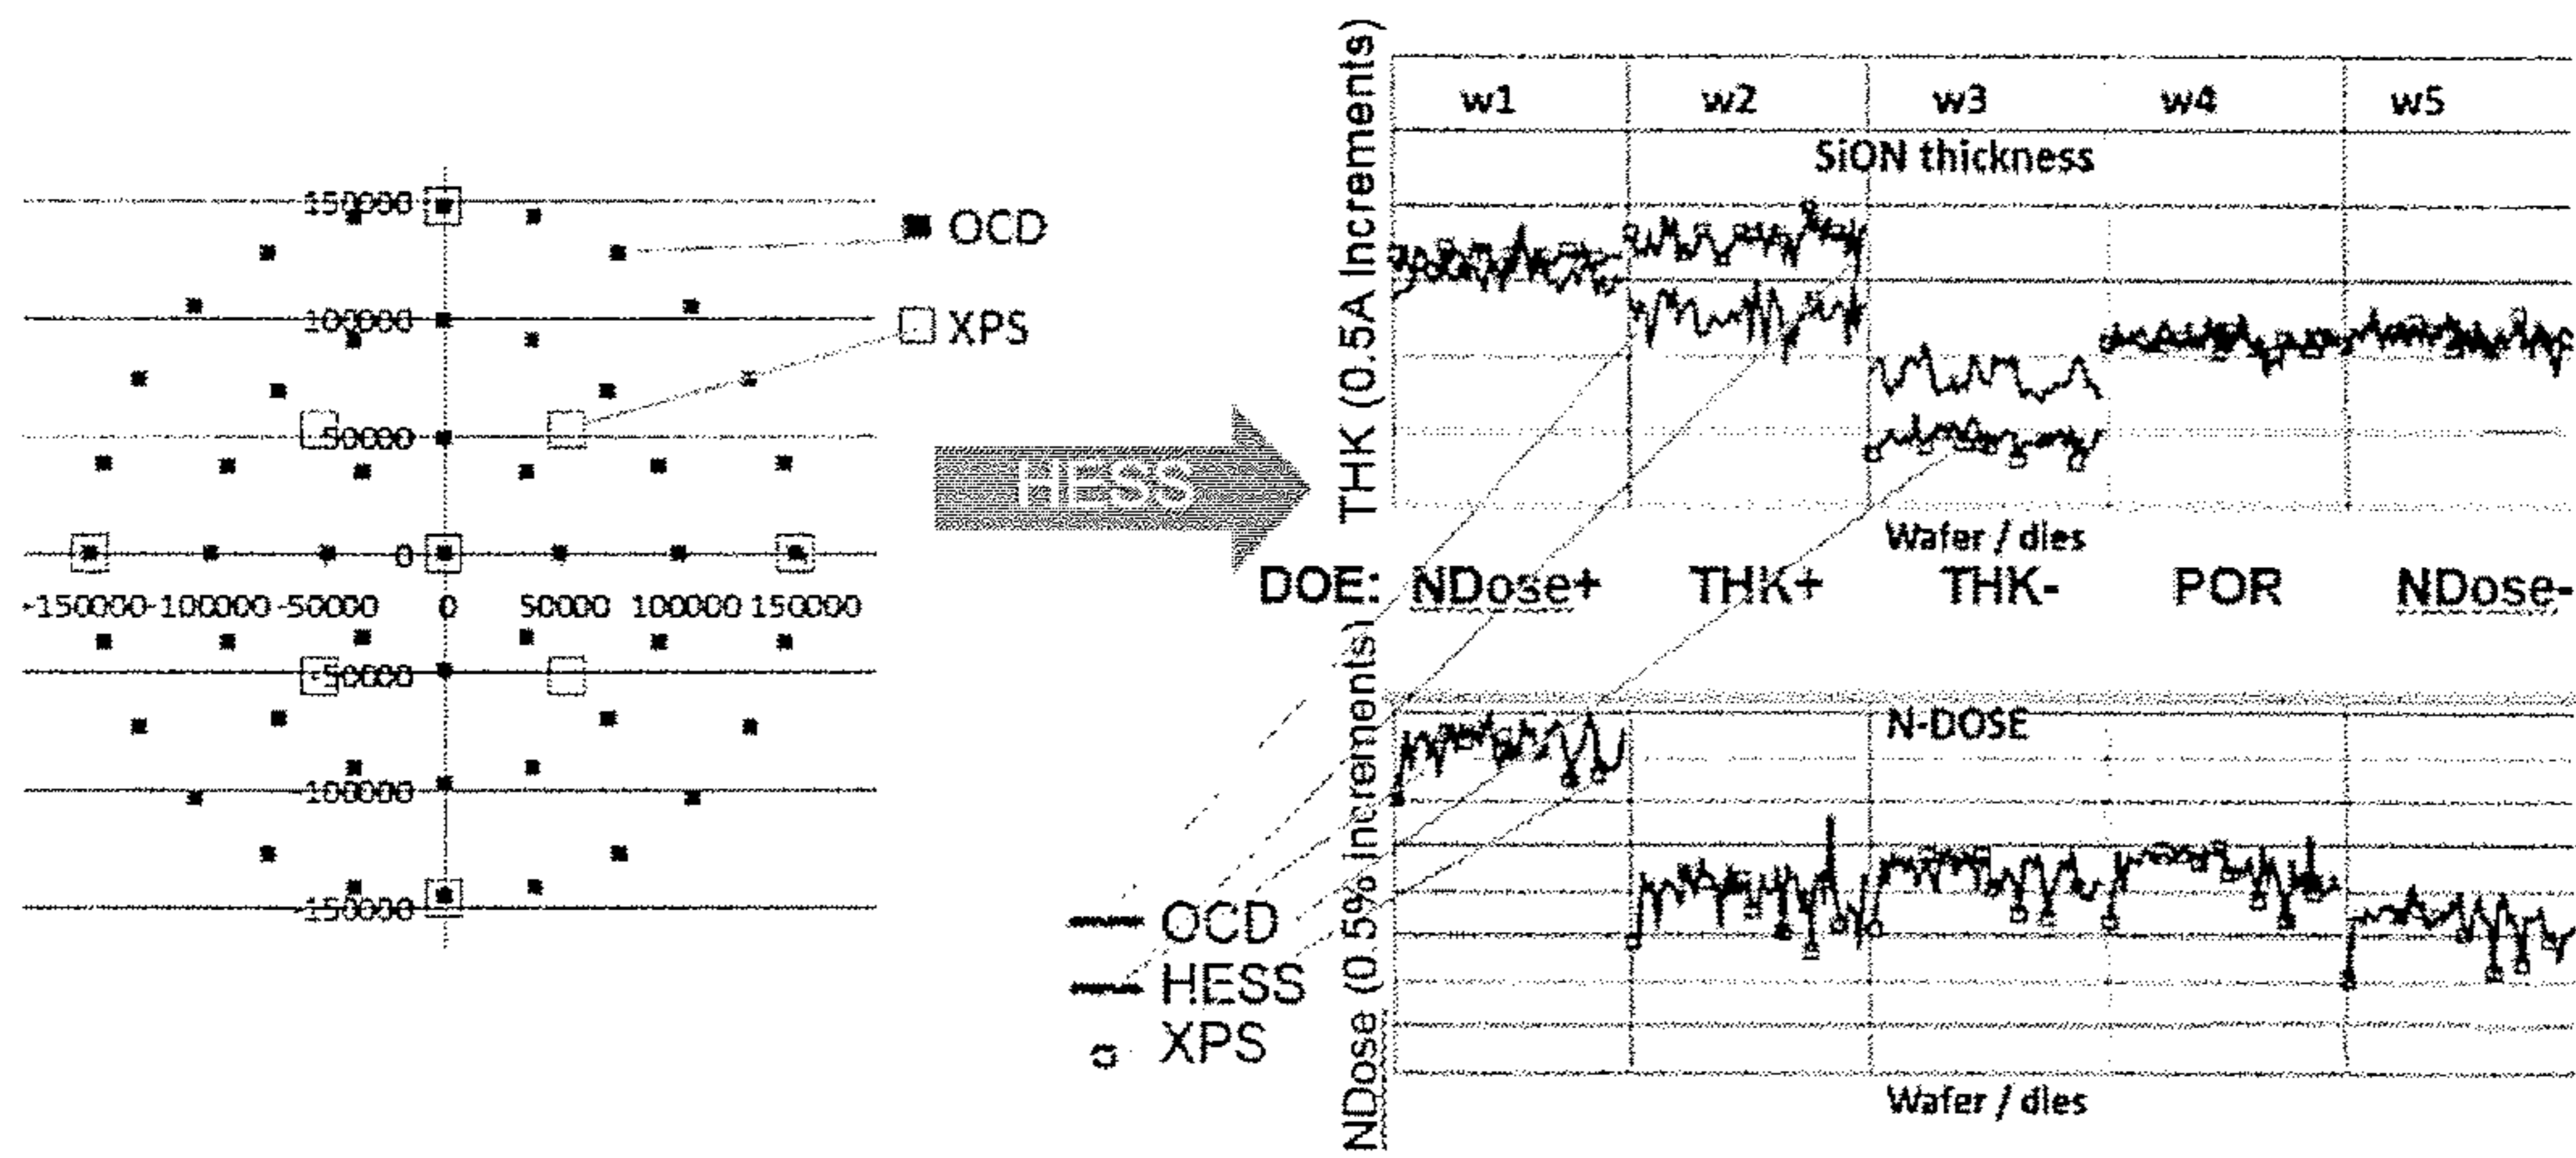 150000
OCD
100000
XPS
50000
0
-150000 -100000 -50000 0 50000 100000 150000
-50000
-100000
-150000
HESS
THK (0.5A Increments)
w1 w2 w3 w4 w5
SiON thickness
Wafer / dies
DOE: NDose+ THK+ THK- POR NDose-
NDose (0.5% increments)
N-DOSE
OCD
HESS
XPS
Wafer / dies